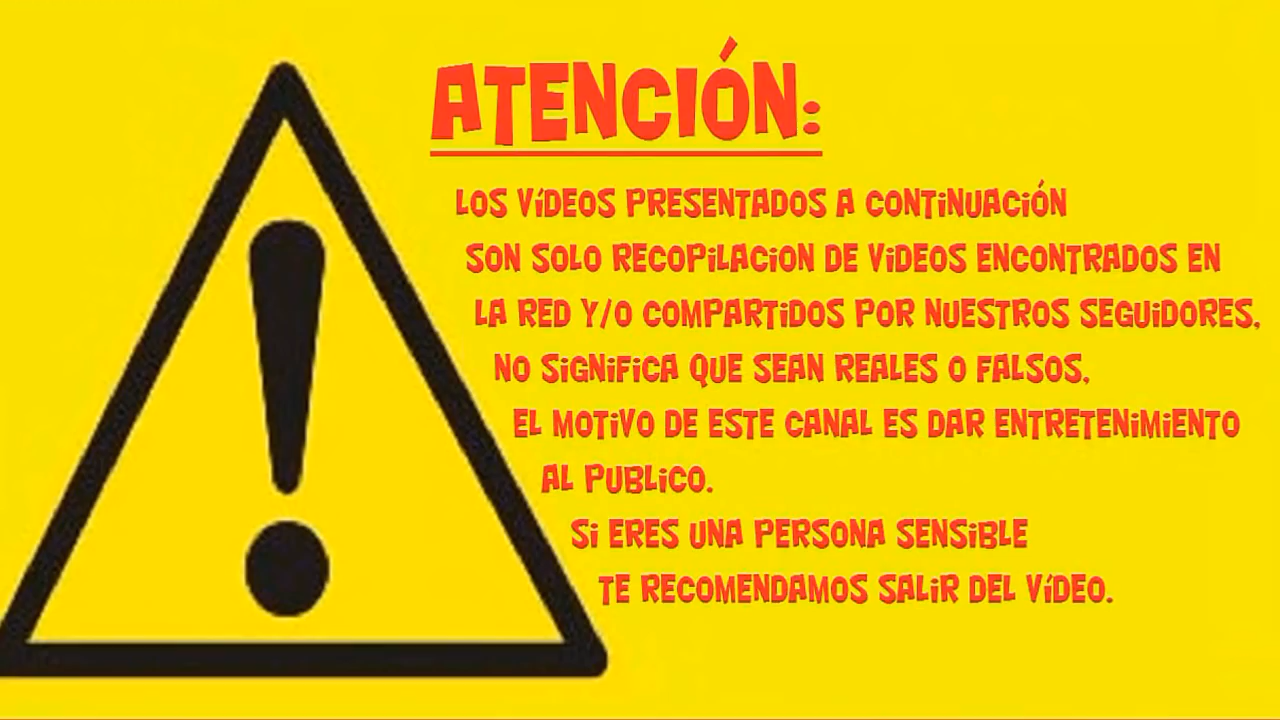 ATENCIÓN:
LOS VÍDEOS PRESENTADOS A CONTINUACIÓN
SON SOLO RECOPILACION DE VIDEOS ENCONTRADOS EN
LA RED Y/O COMPARTIDOS POR NUESTROS SEGUIDORES,
NO SIGNIFICA QUE SEAN REALES O FALSOS,
EL MOTIVO DE ESTE CANAL ES DAR ENTRETENIMIENTO
AL PUBLICO.
SI ERES UNA PERSONA SENSIBLE
TE RECOMENDAMOS SALIR DEL VÍDEO.